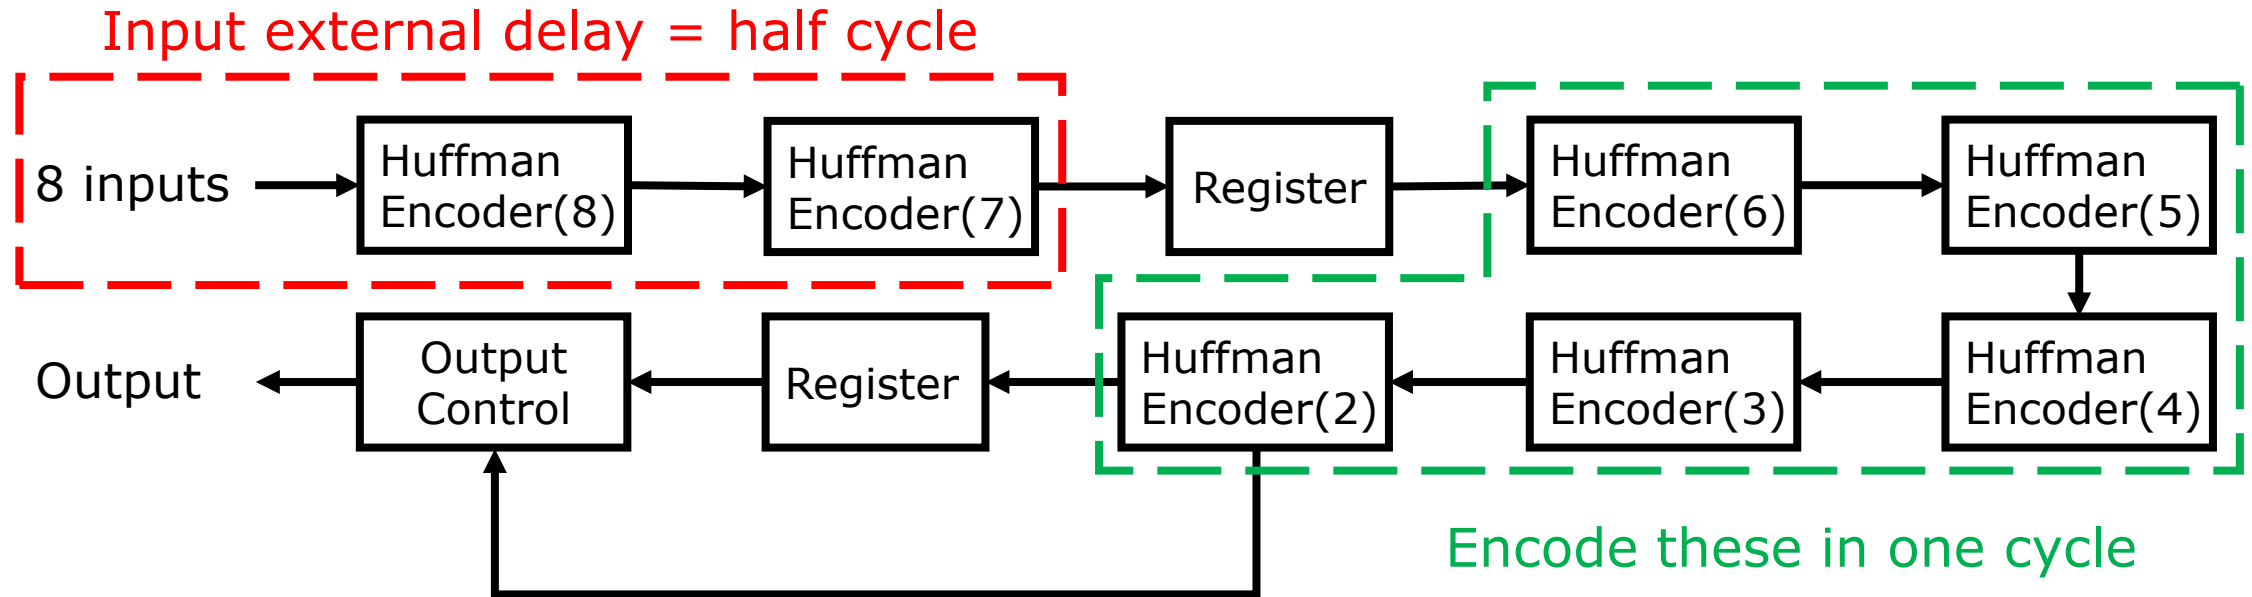 Input external delay = half cycle
8 inputs
Huffman
Encoder(8)
Huffman
Encoder(7)
Register
Huffman
Encoder(6)
Huffman
Encoder(5)
Output
Output
Control
Register
Huffman
Encoder(2)
Huffman
Encoder(3)
Huffman
Encoder(4)
Encode these in one cycle